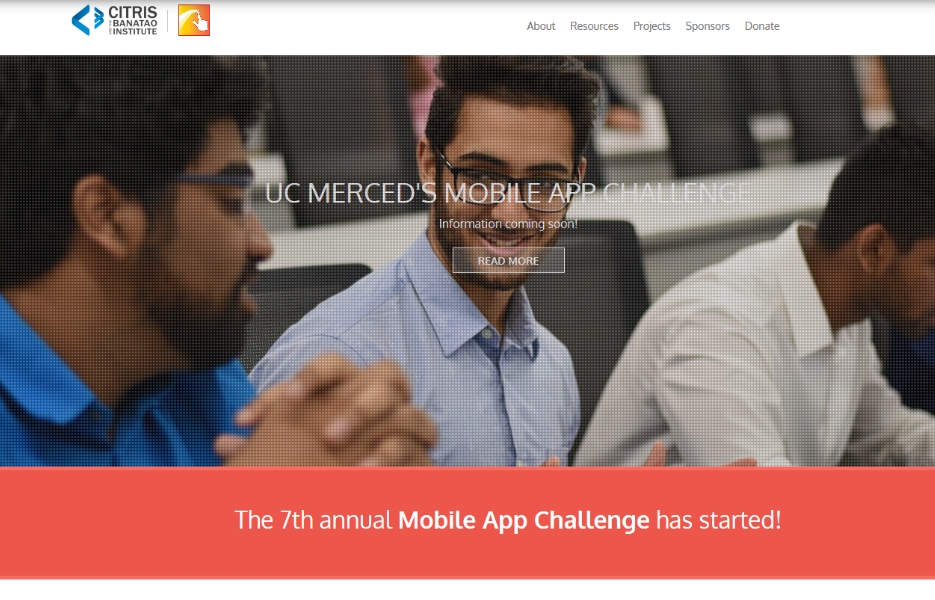 CITRIS
AND THE BANATAO
INSTITUTE
About Resources Projects Sponsors Donate
UC MERCED'S MOBILE APP CHALLENGE
Information coming soon!
READ MORE
The 7th annual Mobile App Challenge has started!